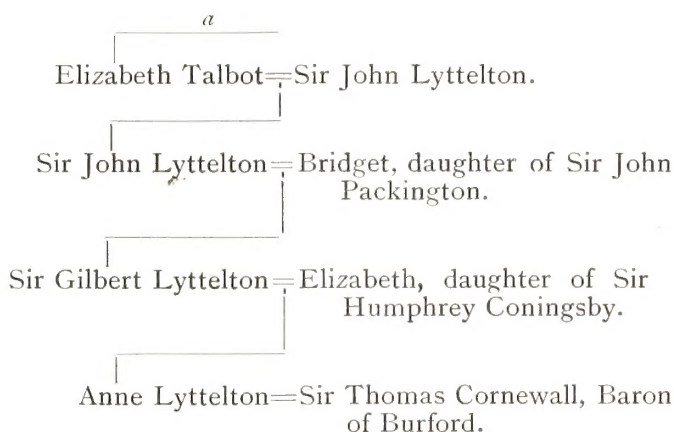 a
Elizabeth Talbot=Sir John Lyttelton.
Sir John Lyttelton=Bridget, daughter of Sir John
Packington.
Sir Gilbert Lyttelton=Elizabeth, daughter of Sir
Humphrey Coningsby.
Anne Lyttelton=Sir Thomas Cornewall, Baron
of Burford.